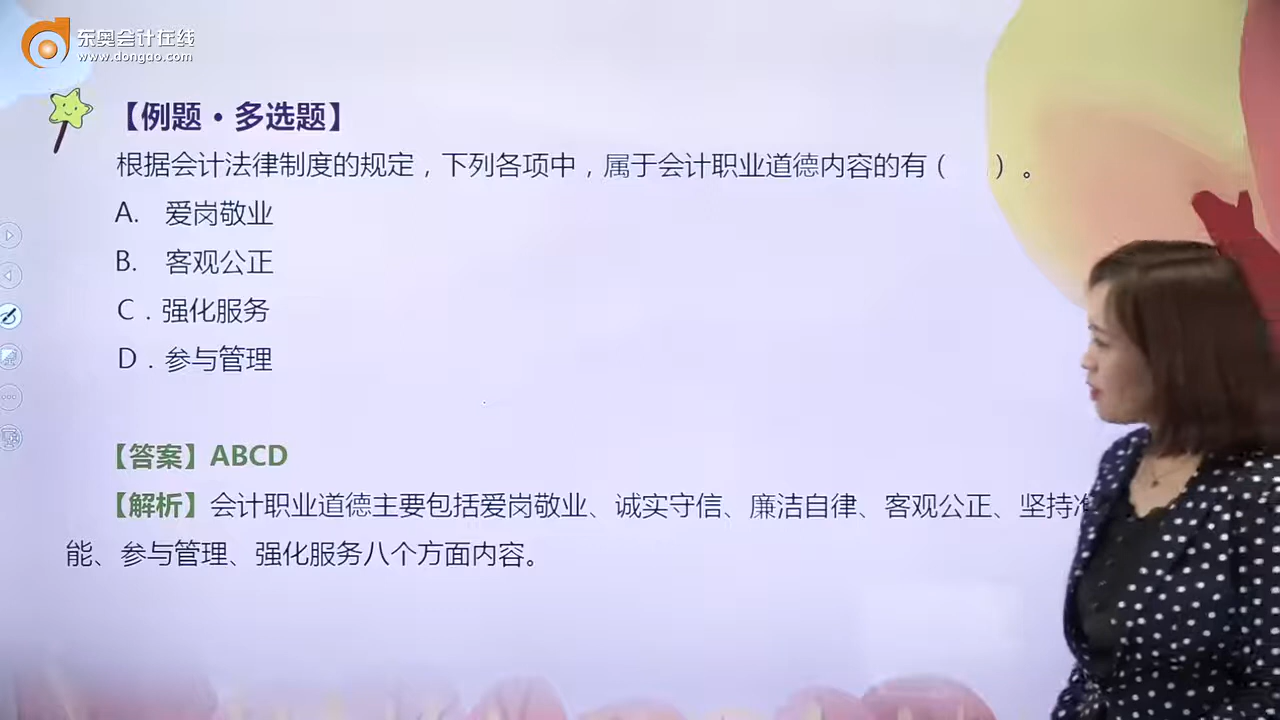 东奥会计在线
www.dongao.com
【例题·多选题】
根据会计法律制度的规定，下列各项中，属于会计职业道德内容的有（ ）。
A. 爱岗敬业
B. 客观公正
C．强化服务
D．参与管理
【答案】ABCD
【解析】会计职业道德主要包括爱岗敬业、诚实守信、廉洁自律、客观公正、坚持
能、参与管理、强化服务八个方面内容。